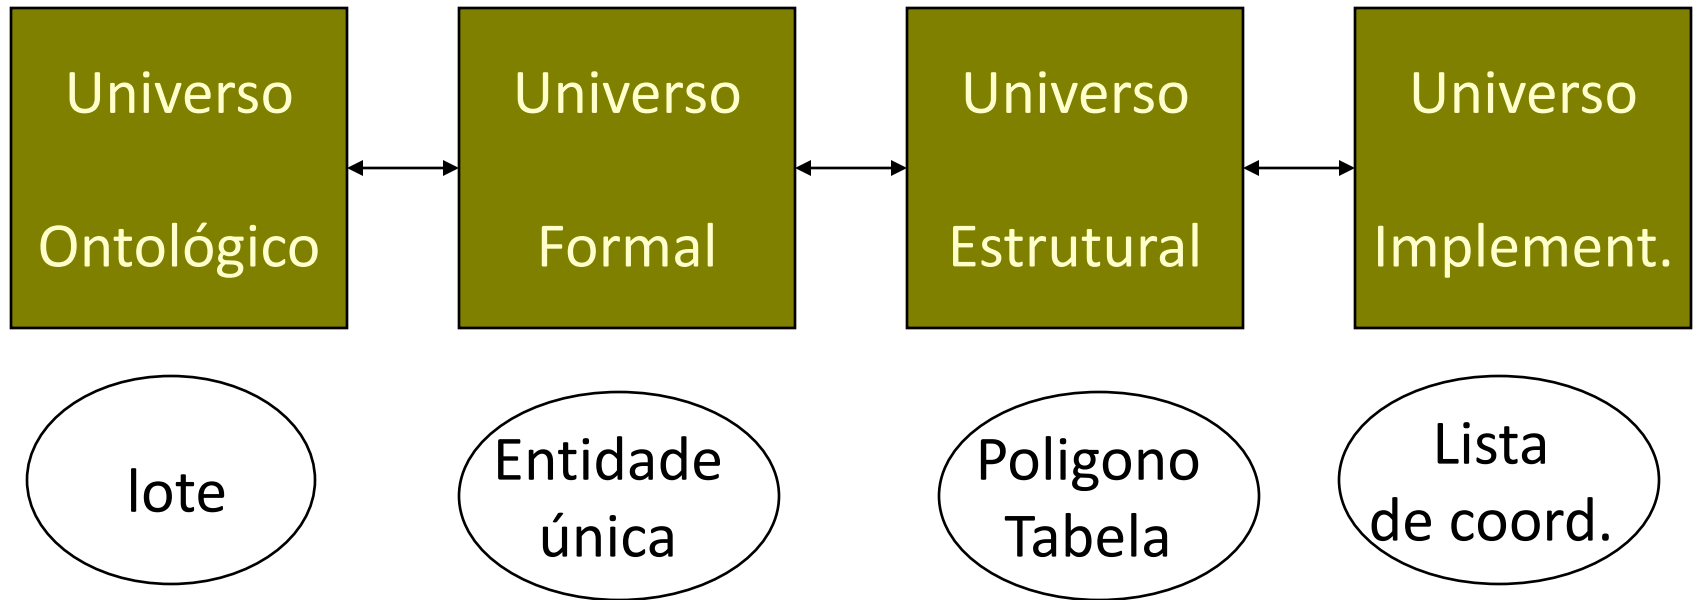 Universo
Ontológico
Universo
Formal
Universo
Estrutural
Universo
Implement.
lote
Entidade
única
Poligono
Tabela
Lista
de coord.